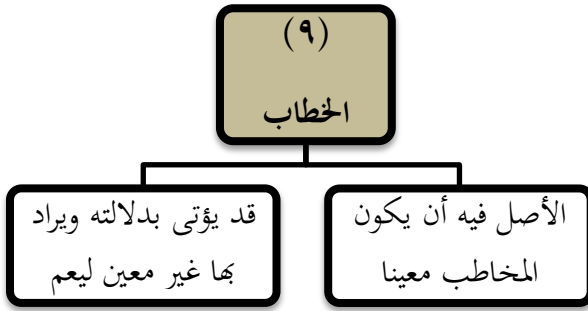 (٩)
الخطاب
الأصل فيه أن يكون
المخاطب معينا
قد يؤتى بدلالته ويراد
بها غير معين ليعم